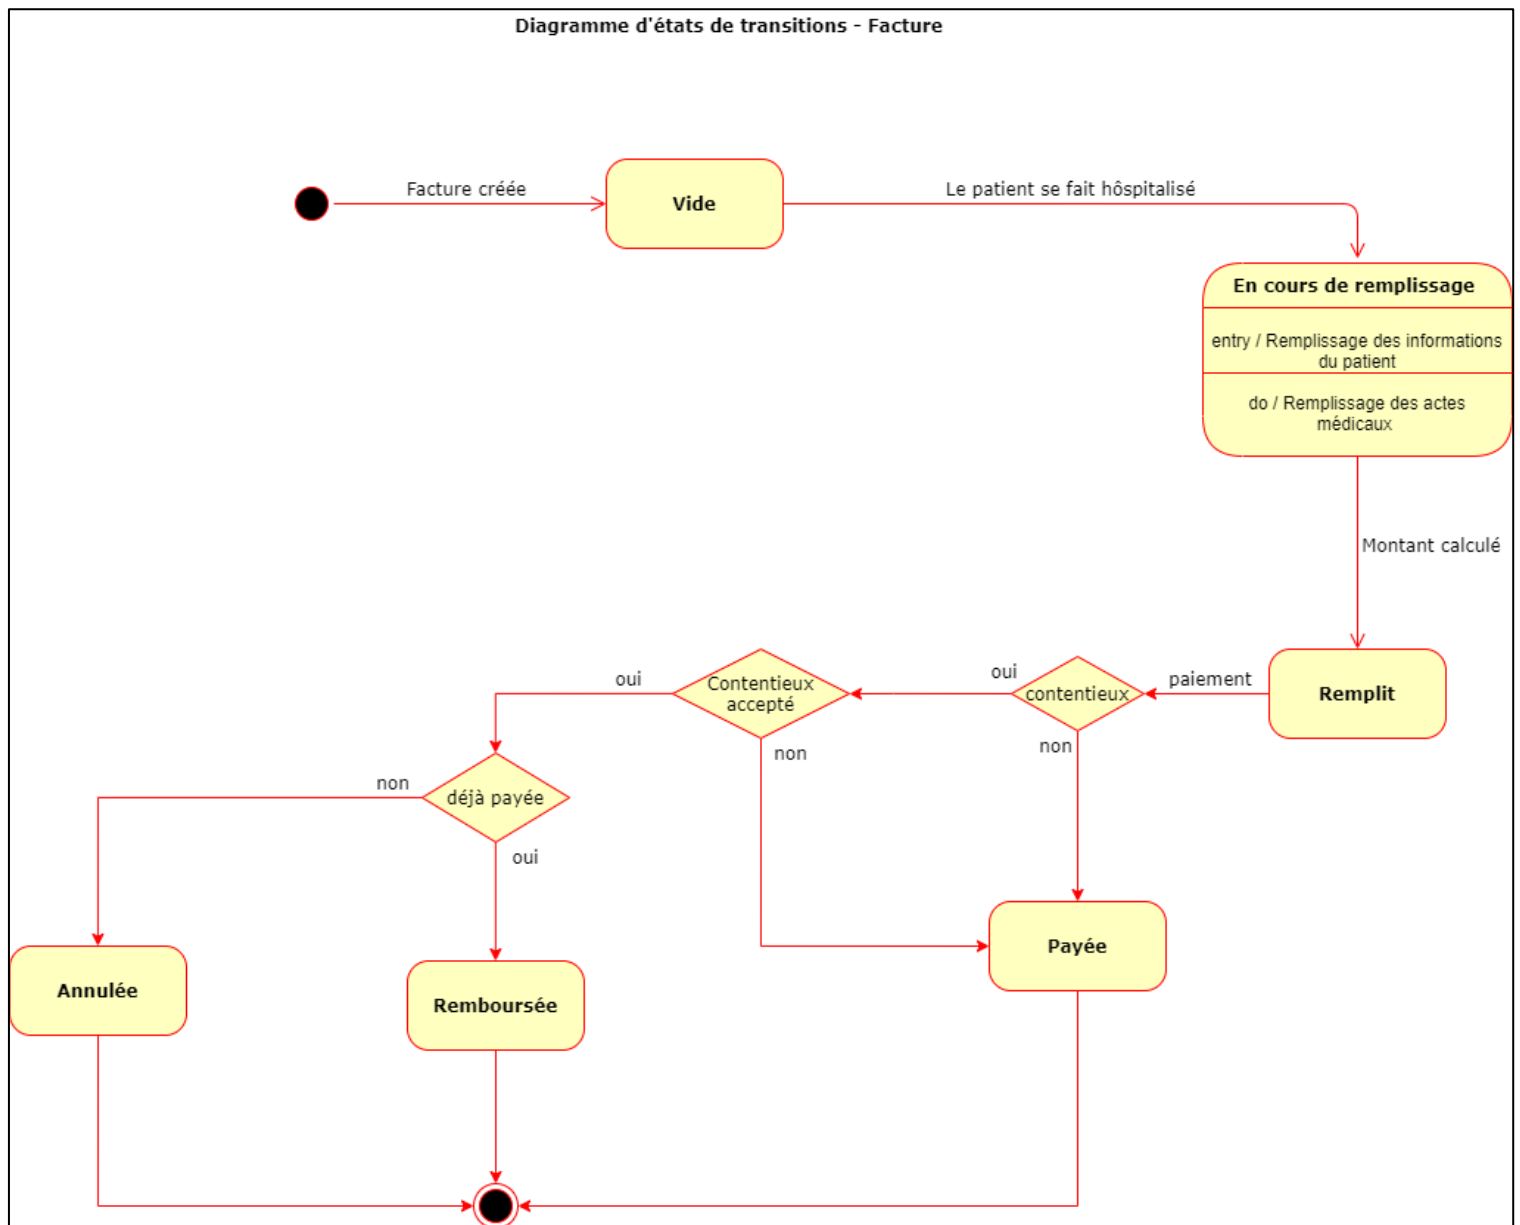 Diagramme d'états de transitions - Facture
Facture créée
Vide
Le patient se fait hôspitalisé
En cours de remplissage
entry / Remplissage des informations
du patient
do / Remplissage des actes
médicaux
Montant calculé
Remplit
paiement
contentieux
oui
non
Contentieux
accepté
oui
non
déjà payée
non
oui
Payée
Annulée
Remboursée